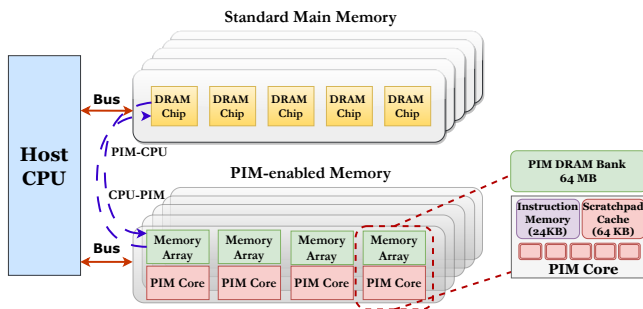 Standard Main Memory
Bus
DRAM DRAM DRAM DRAM DRAM
Chip Chip Chip Chip Chip
Host
CPU
PIM-CPU
CPU-PIM
PIM-enabled Memory
Bus
Memory Memory Memory Memory
Array Array Array Array
PIM Core PIM Core PIM Core PIM Core
PIM DRAM Bank
64 MB
Instruction
Memory
(24KB)
Scratchpad
Cache
(64 KB)
PIM Core